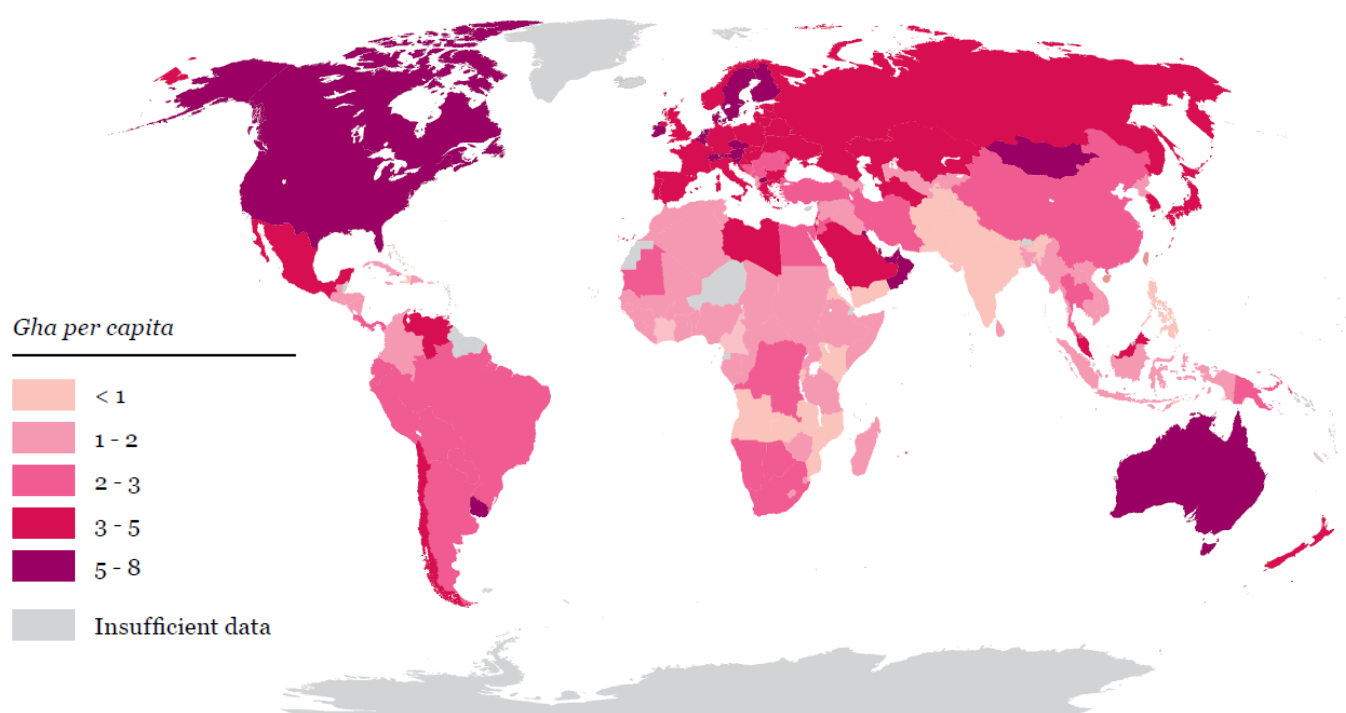 Gha per capita
< 1
1 - 2
2 - 3
3 - 5
5 - 8
Insufficient data